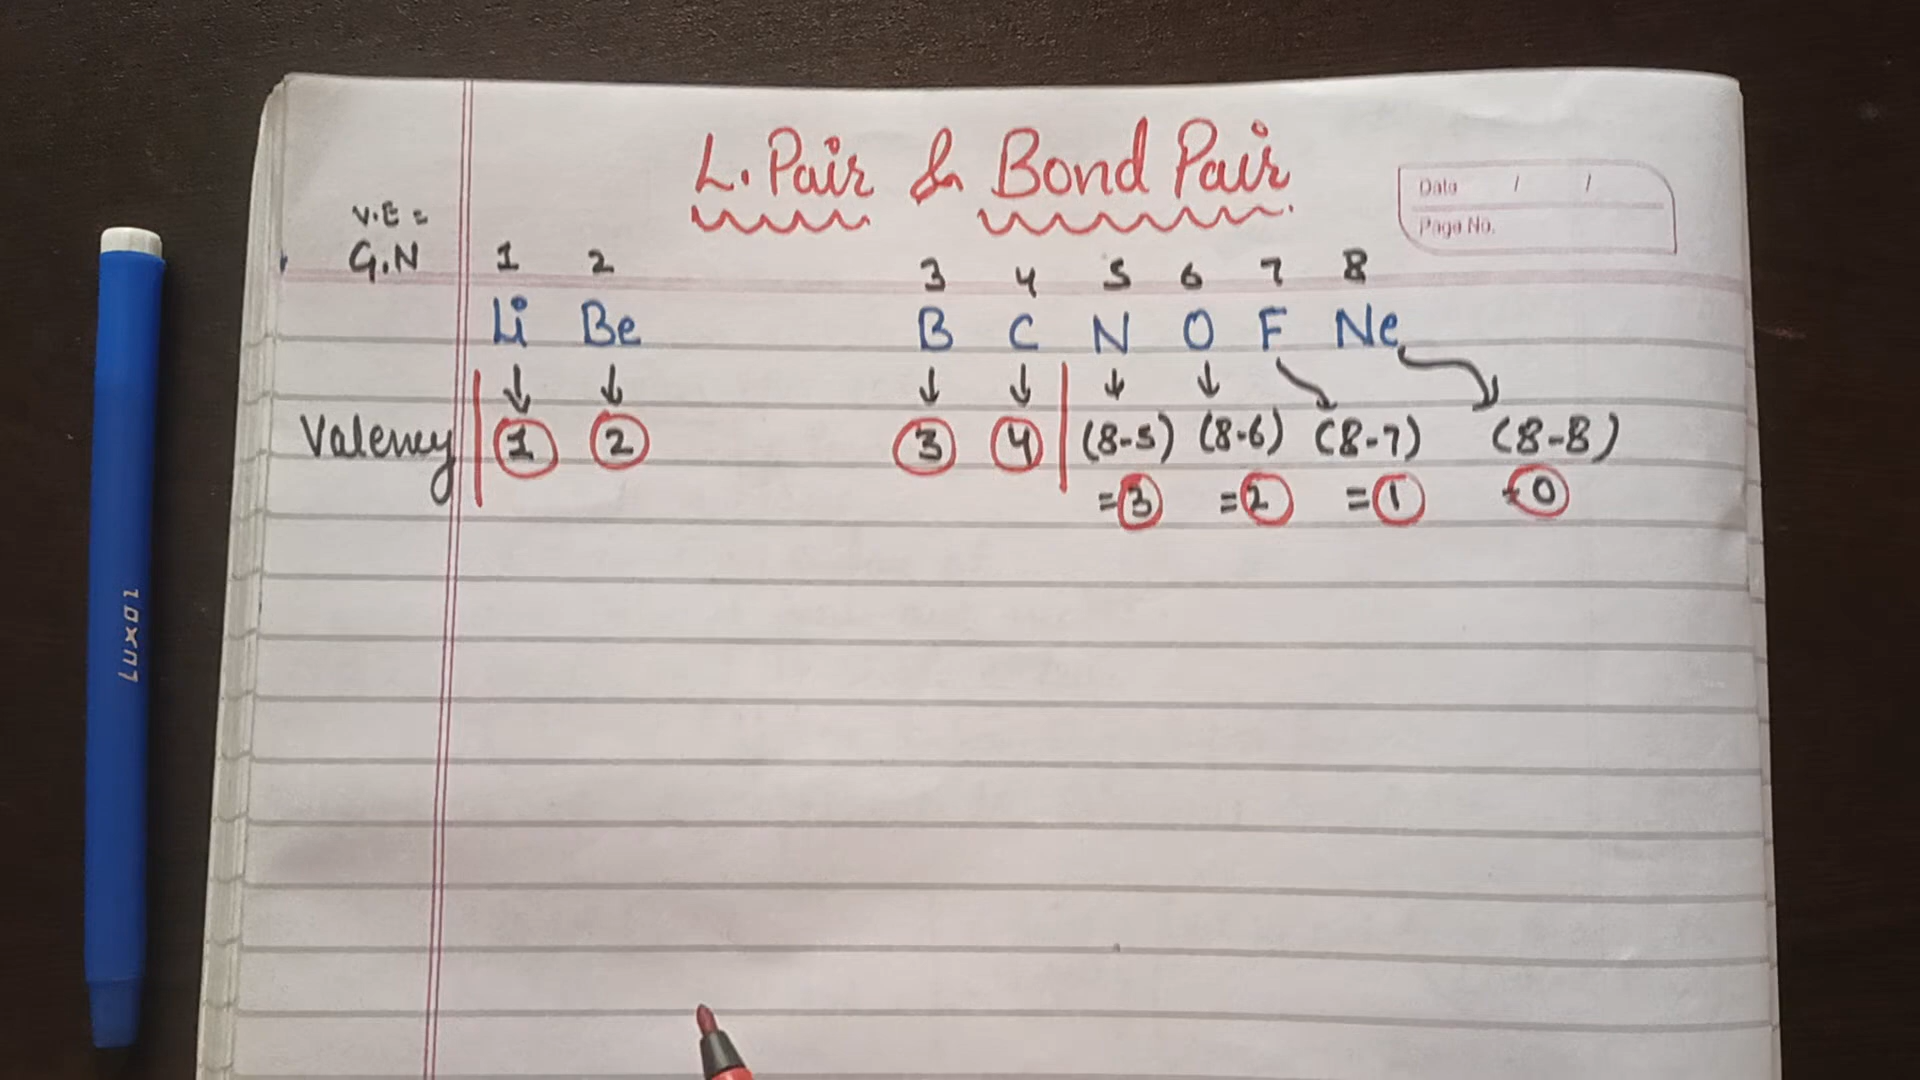 L. Pair & Bond Pair
Data / /
Page No.
V.E =
G.N 1 2 3 4 5 6 7 8
Li Be B C N O F Ne
Valency 1 2 3 4 (8-5) (8-6) (8-7) (8-8)
=3 =2 =1 0
LUXOR